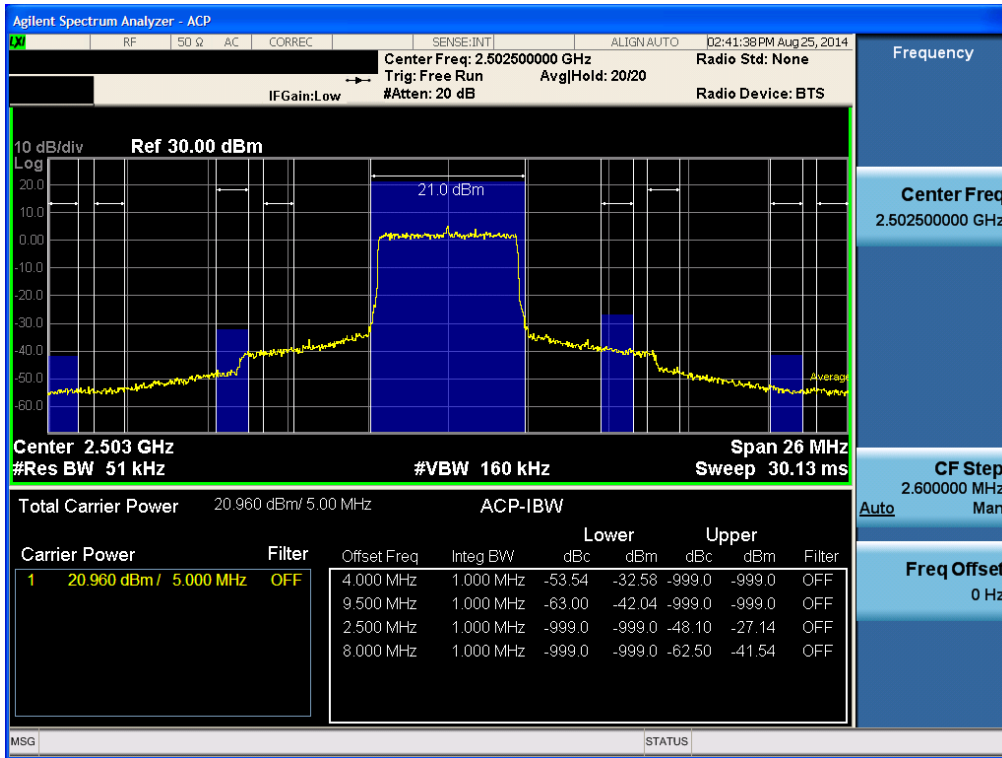 Agilent Spectrum Analyzer - ACP
LXI RF 50 Ω AC CORREC SENSE:INT ALIGN AUTO 02:41:38 PM Aug 25, 2014
Center Freq: 2.502500000 GHz Radio Std: None
Trig: Free Run Avg|Hold: 20/20
IFGain:Low #Atten: 20 dB Radio Device: BTS
Frequency
10 dB/div Ref 30.00 dBm
Log
20.0
10.0
0.00
-10.0
-20.0
-30.0
-40.0
-50.0
-60.0
21.0 dBm
Average
Center 2.503 GHz Span 26 MHz
#Res BW 51 kHz #VBW 160 kHz Sweep 30.13 ms
Center Freq
2.502500000 GHz
CF Step
2.600000 MHz
Auto Man
Freq Offset
0 Hz
Total Carrier Power 20.960 dBm/ 5.00 MHz ACP-IBW
Lower Upper
Carrier Power Filter Offset Freq Integ BW dBc dBm dBc dBm Filter
1 20.960 dBm / 5.000 MHz OFF 4.000 MHz 1.000 MHz -53.54 -32.58 -999.0 -999.0 OFF
9.500 MHz 1.000 MHz -63.00 -42.04 -999.0 -999.0 OFF
2.500 MHz 1.000 MHz -999.0 -999.0 -48.10 -27.14 OFF
8.000 MHz 1.000 MHz -999.0 -999.0 -62.50 -41.54 OFF
MSG STATUS